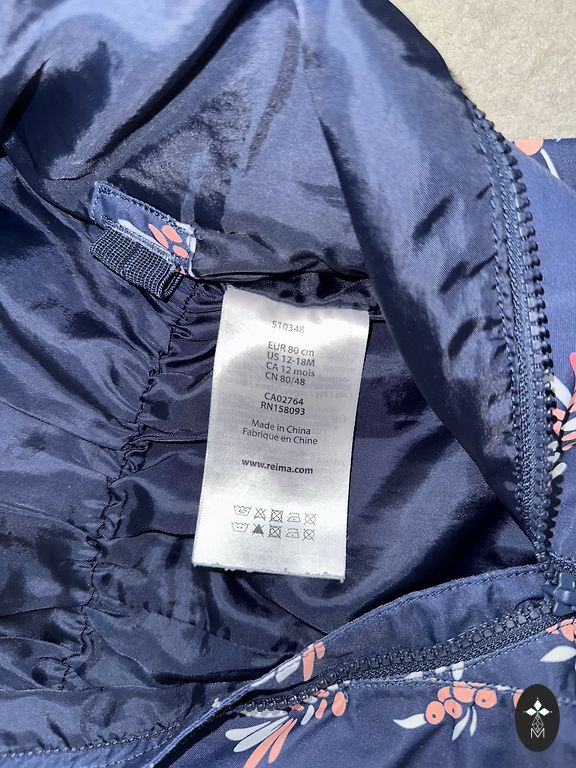 510348
EUR 80 cm
US 12-18M
CA 12 mois
CN 80/48
CA02764
RN158093
Made in China
Fabriqué en Chine
www.reima.com
M